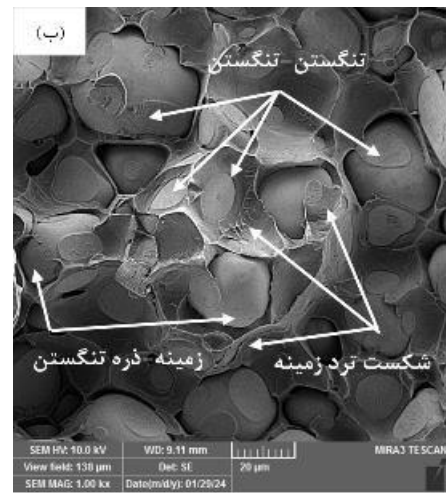 (ب)
تنگستن-تنگستن
زمینه-ذره تنگستن
شکست ترد زمینه
SEM HV: 10.0 kV
WD: 9.11 mm
MIRA3 TESCAN
View field: 138 µm
Det: SE
20 µm
SEM MAG: 1.00 kx
Date(m/d/y): 01/29/24